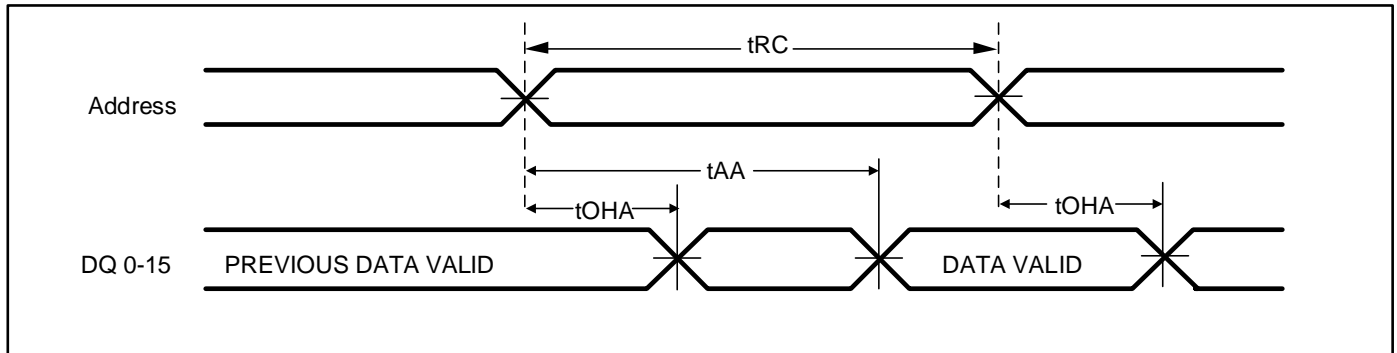 tRC
Address
tAA
tOHA
tOHA
DQ 0-15
PREVIOUS DATA VALID
DATA VALID